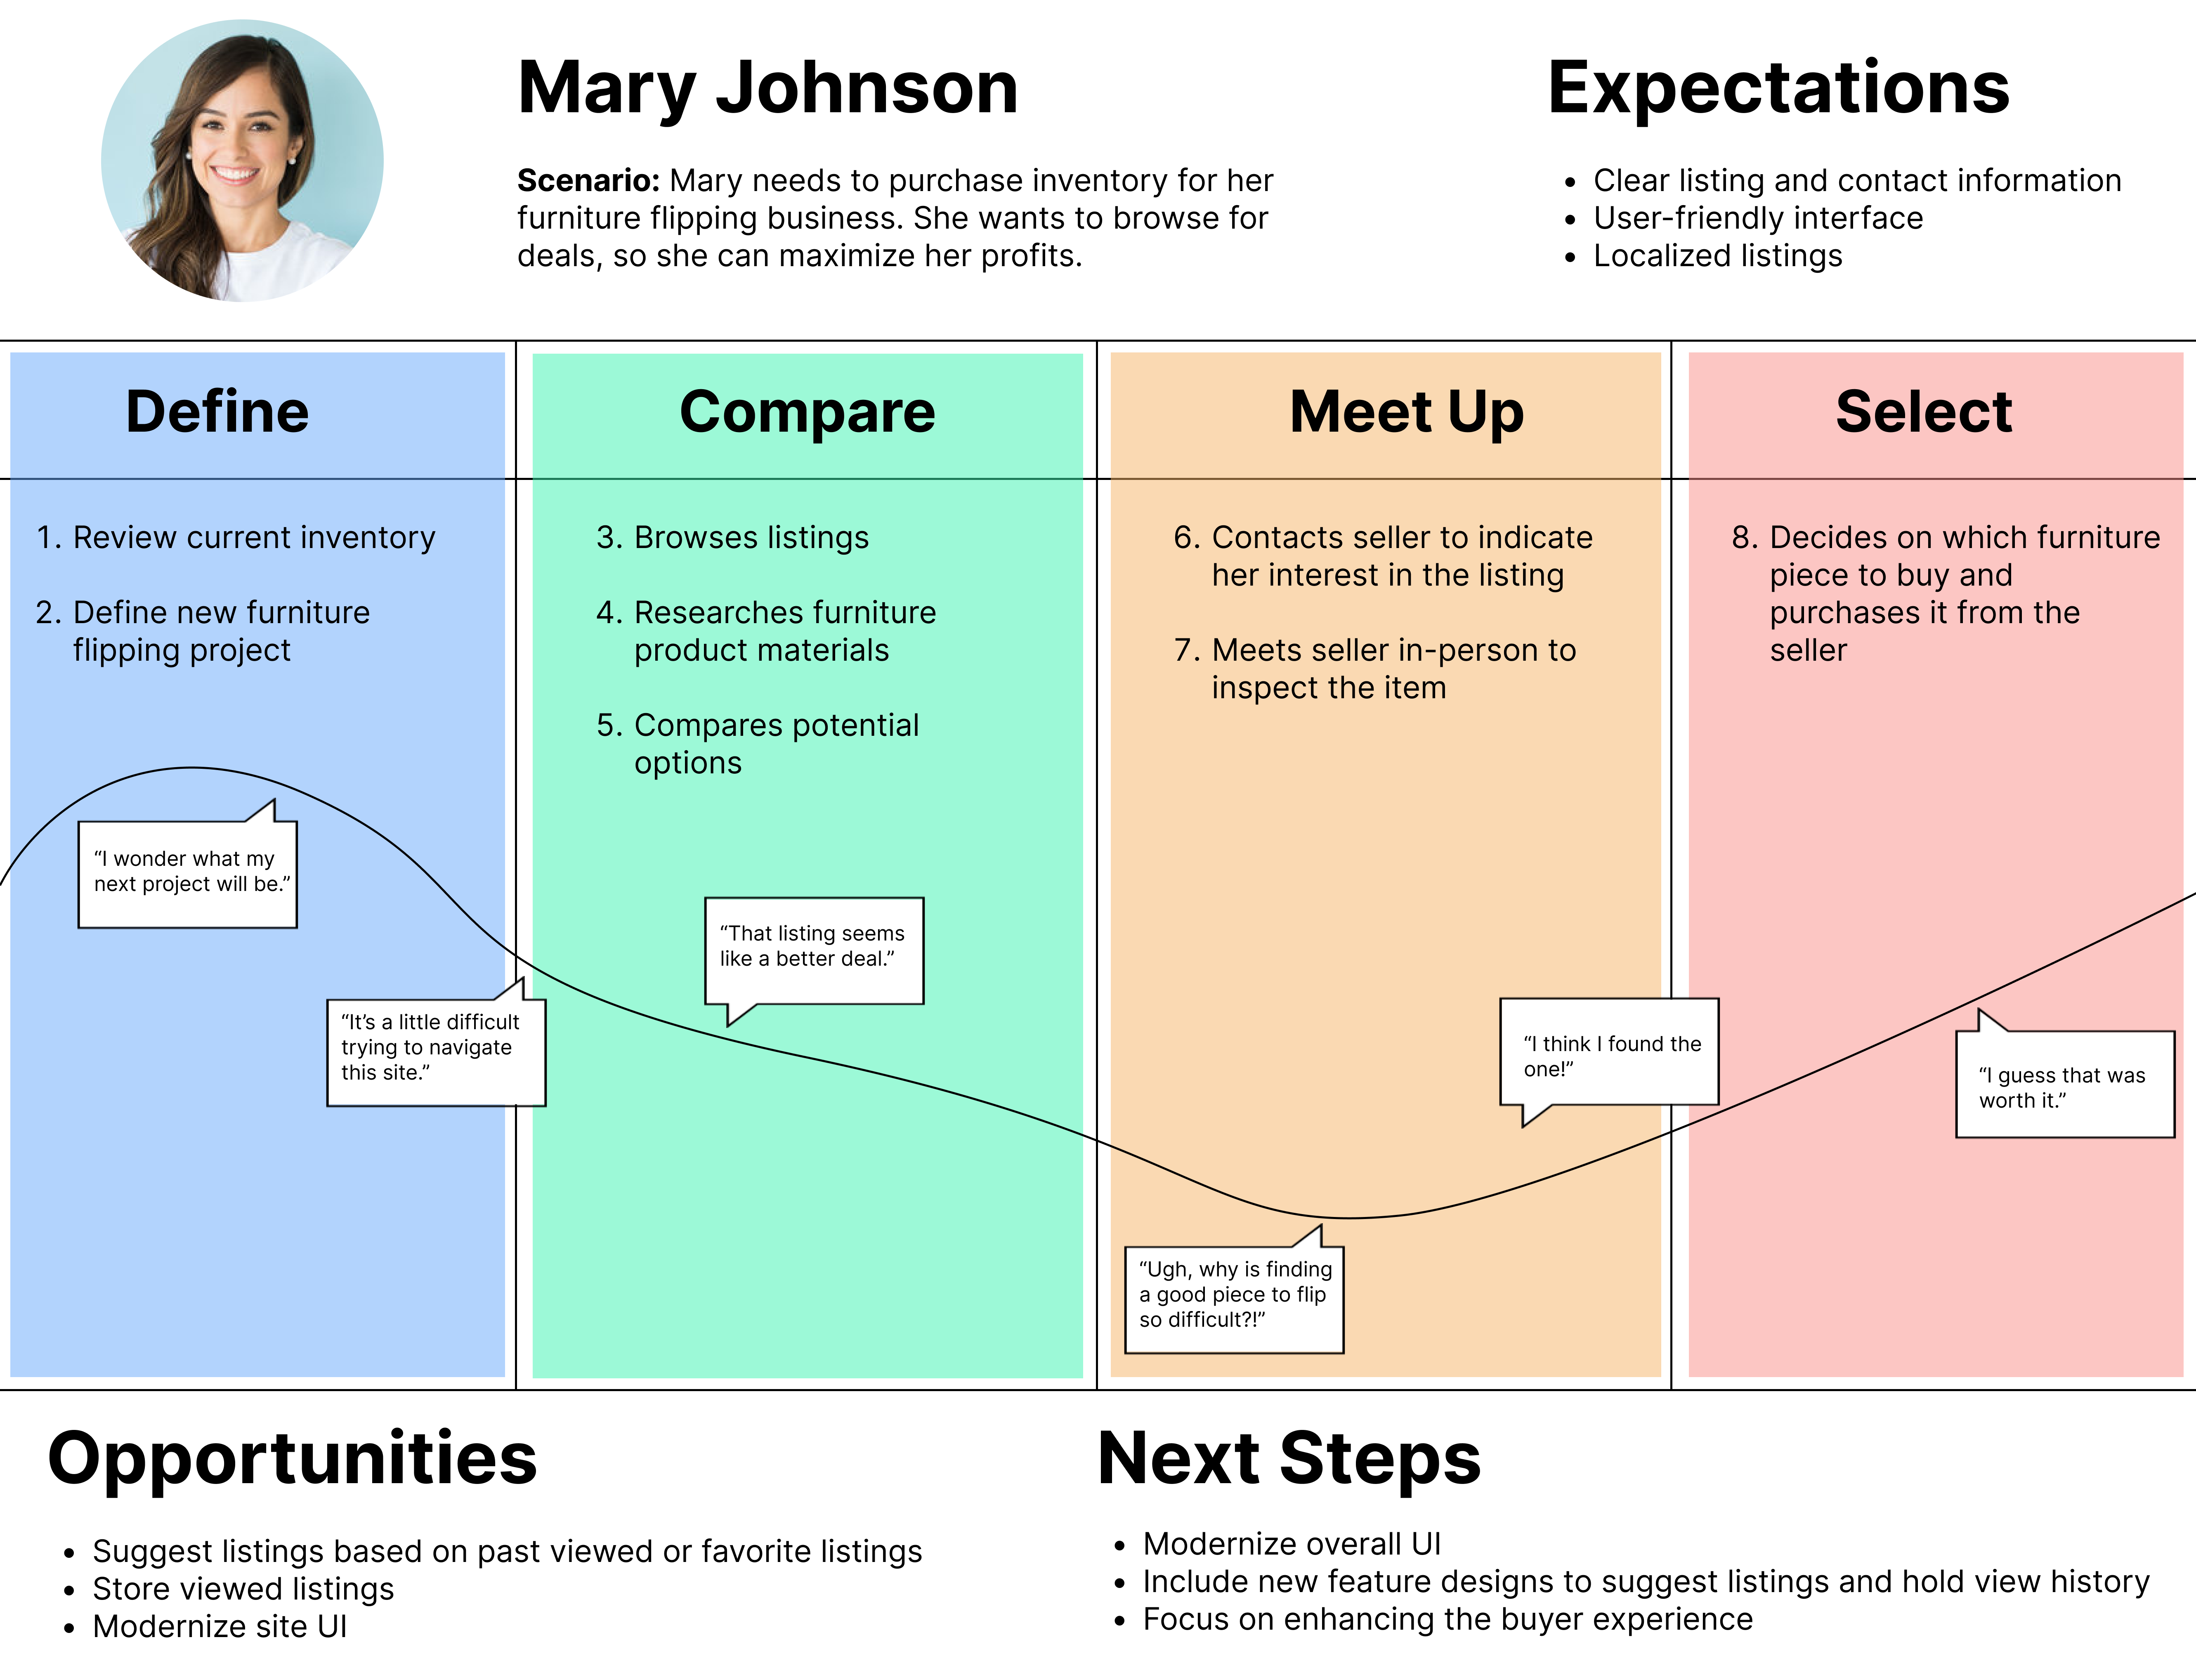 Mary Johnson
Scenario: Mary needs to purchase inventory for her
furniture flipping business. She wants to browse for
deals, so she can maximize her profits.
Expectations
• Clear listing and contact information
• User-friendly interface
• Localized listings
Define
1. Review current inventory
2. Define new furniture
flipping project
“I wonder what my
next project will be.”
“It’s a little difficult
trying to navigate
this site.”
Compare
3. Browses listings
4. Researches furniture
product materials
5. Compares potential
options
“That listing seems
like a better deal.”
Meet Up
6. Contacts seller to indicate
her interest in the listing
7. Meets seller in-person to
inspect the item
“Ugh, why is finding
a good piece to flip
so difficult?!”
“I think I found the
one!”
Select
8. Decides on which furniture
piece to buy and
purchases it from the
seller
“I guess that was
worth it.”
Opportunities
• Suggest listings based on past viewed or favorite listings
• Store viewed listings
• Modernize site UI
Next Steps
• Modernize overall UI
• Include new feature designs to suggest listings and hold view history
• Focus on enhancing the buyer experience